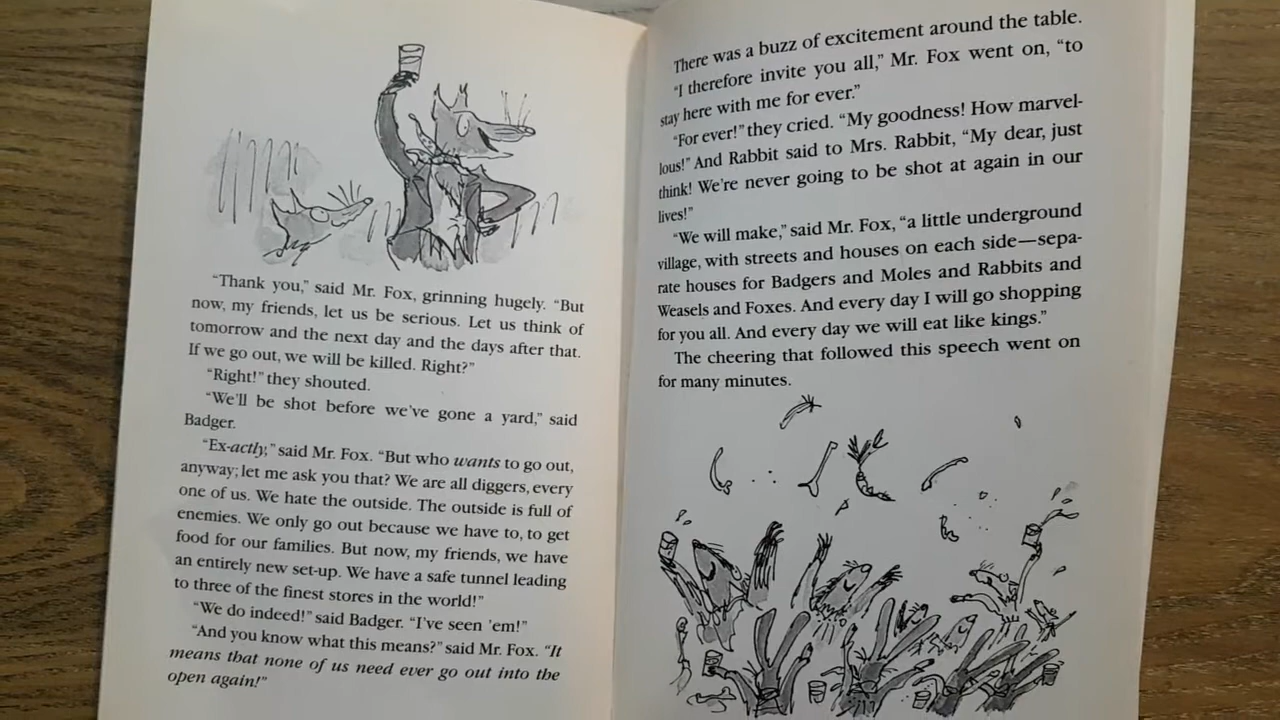 “Thank you,” said Mr. Fox, grinning hugely. “But
now, my friends, let us be serious. Let us think of
tomorrow and the next day and the days after that.
If we go out, we will be killed. Right?”
“Right!” they shouted.
“We’ll be shot before we’ve gone a yard,” said
Badger.
“Ex-actly,” said Mr. Fox. “But who wants to go out,
anyway; let me ask you that? We are all diggers, every
one of us. We hate the outside. The outside is full of
enemies. We only go out because we have to, to get
food for our families. But now, my friends, we have
an entirely new set-up. We have a safe tunnel leading
to three of the finest stores in the world!”
“We do indeed!” said Badger. “I’ve seen ’em!”
“And you know what this means?” said Mr. Fox. “It
means that none of us need ever go out into the
open again!”
There was a buzz of excitement around the table.
“I therefore invite you all,” Mr. Fox went on, “to
stay here with me for ever.”
“For ever!” they cried. “My goodness! How marvel-
lous!” And Rabbit said to Mrs. Rabbit, “My dear, just
think! We’re never going to be shot at again in our
lives!”
“We will make,” said Mr. Fox, “a little underground
village, with streets and houses on each side—sepa-
rate houses for Badgers and Moles and Rabbits and
Weasels and Foxes. And every day I will go shopping
for you all. And every day we will eat like kings.”
The cheering that followed this speech went on
for many minutes.